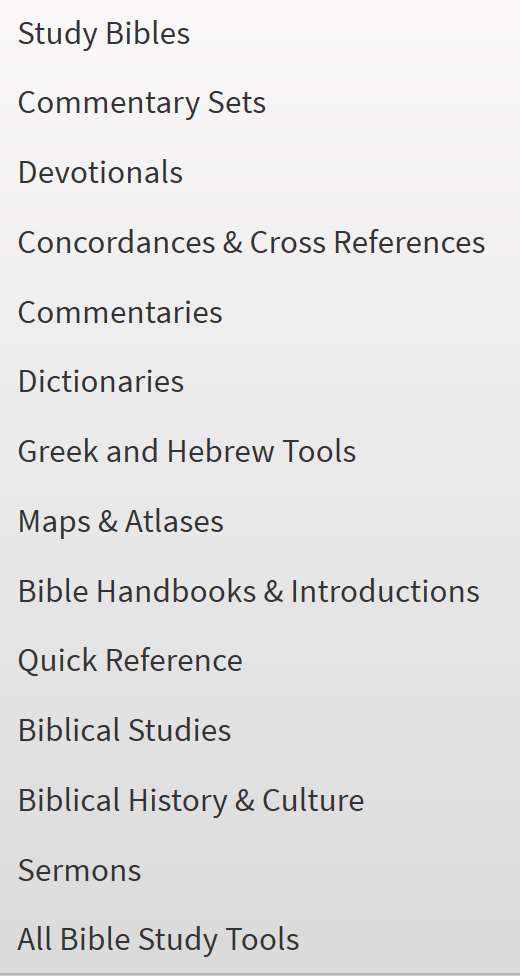 Study Bibles
Commentary Sets
Devotionals
Concordances & Cross References
Commentaries
Dictionaries
Greek and Hebrew Tools
Maps & Atlases
Bible Handbooks & Introductions
Quick Reference
Biblical Studies
Biblical History & Culture
Sermons
All Bible Study Tools